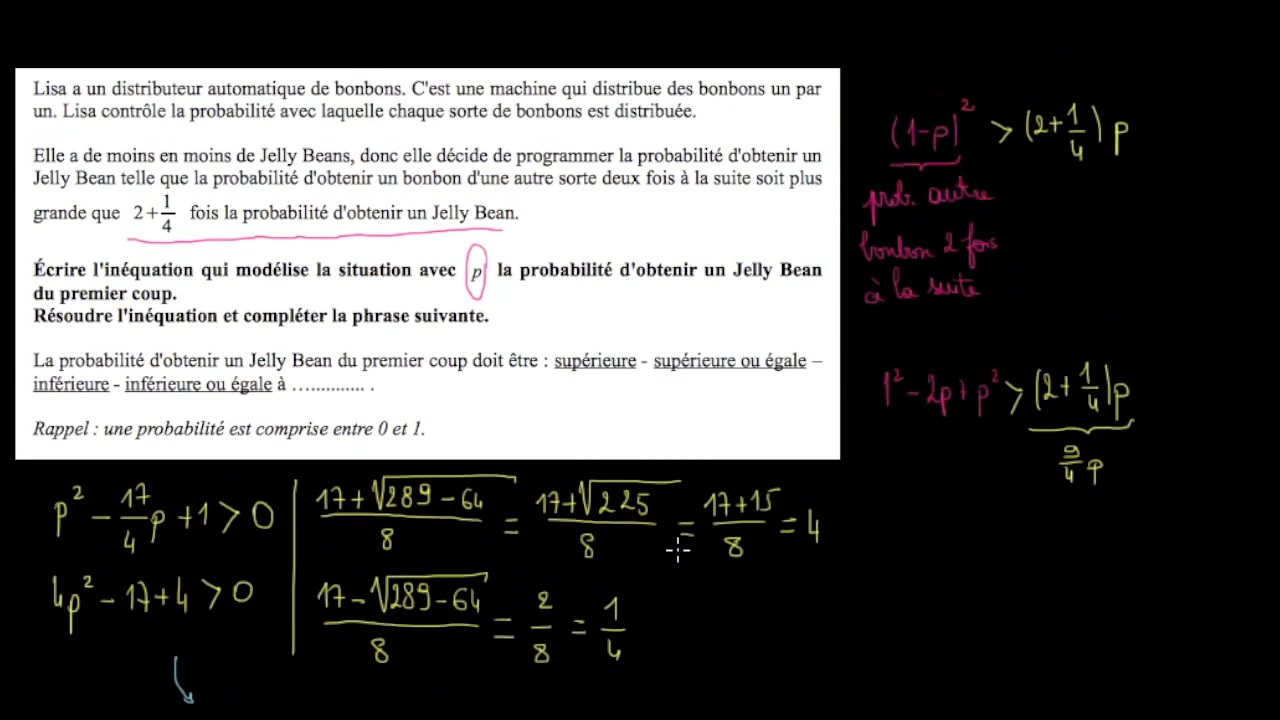 Lisa a un distributeur automatique de bonbons. C'est une machine qui distribue des bonbons un par
un. Lisa contrôle la probabilité avec laquelle chaque sorte de bonbons est distribuée.
Elle a de moins en moins de Jelly Beans, donc elle décide de programmer la probabilité d'obtenir un
Jelly Bean telle que la probabilité d'obtenir un bonbon d'une autre sorte deux fois à la suite soit plus
grande que 2+1/4 fois la probabilité d'obtenir un Jelly Bean.
Écrire l'inéquation qui modélise la situation avec p la probabilité d'obtenir un Jelly Bean
du premier coup.
Résoudre l'inéquation et compléter la phrase suivante.
La probabilité d'obtenir un Jelly Bean du premier coup doit être : supérieure - supérieure ou égale –
inférieure - inférieure ou égale à ….......... .
Rappel : une probabilité est comprise entre 0 et 1.
(1-p)² > (2+1/4) p
prob. autre
bonbon 2 fois
à la suite
1² - 2p + p² > (2+1/4)p
9/4 p
p² - 17/4 p + 1 > 0
4p² - 17 + 4 > 0
(17+√(289-64))/8 = (17+√225)/8 = (17+15)/8 = 4
(17-√(289-64))/8 = 2/8 = 1/4